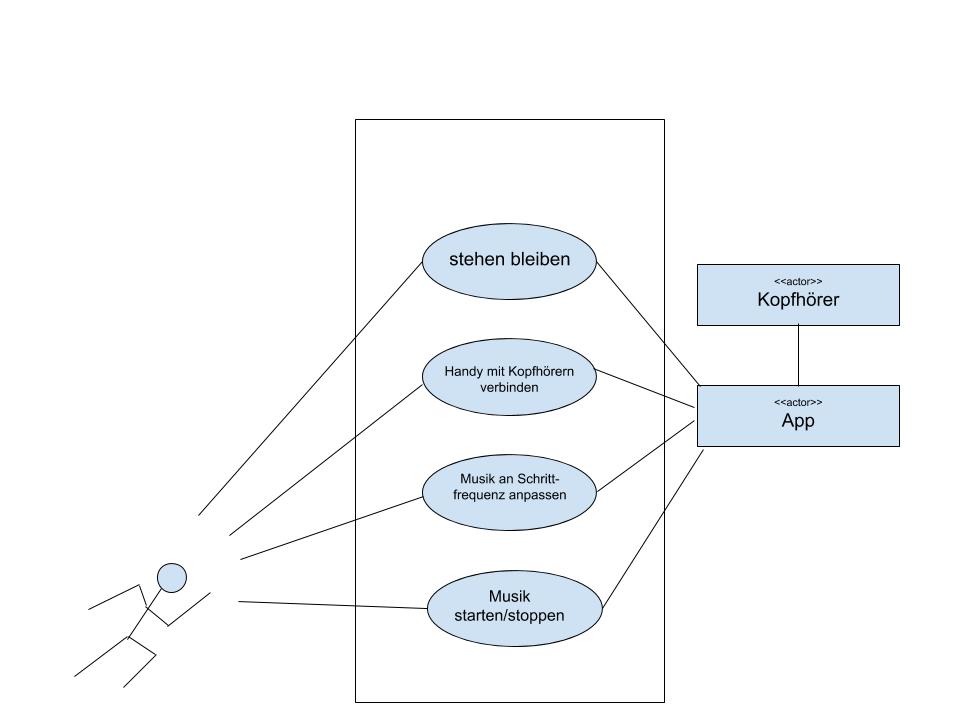 stehen bleiben
<<actor>>
Kopfhörer
Handy mit Kopfhörern
verbinden
<<actor>>
App
Musik an Schritt-
frequenz anpassen
Musik
starten/stoppen